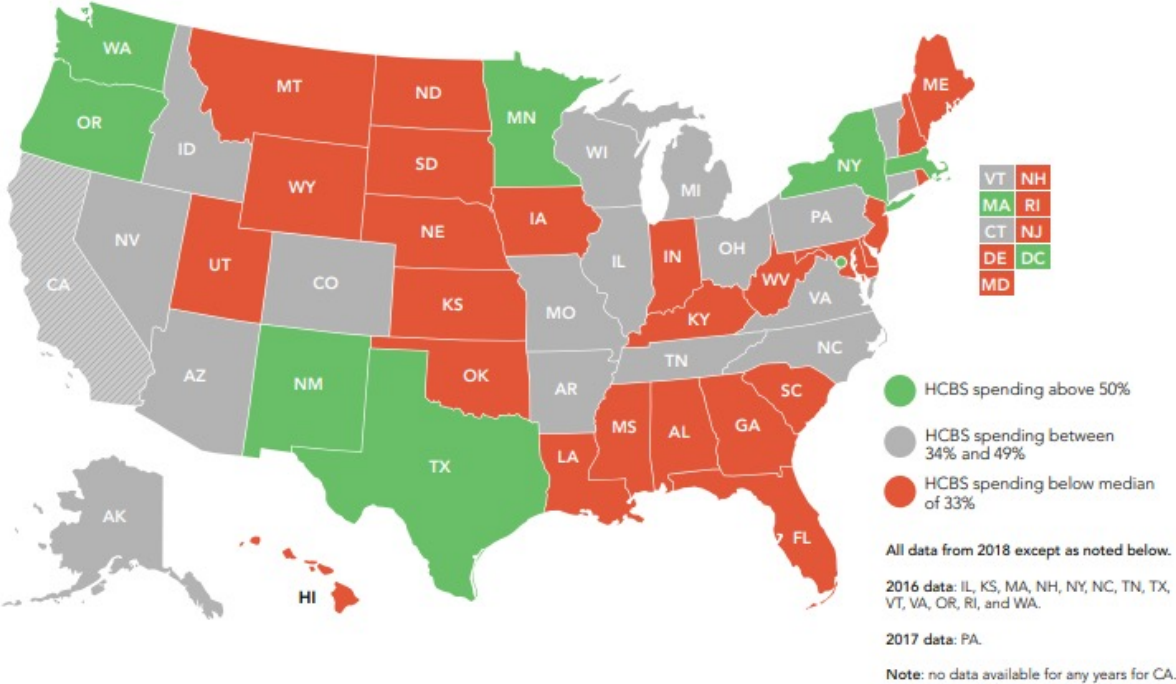 WA
MT
ND
ME
OR
MN
ID
SD
WI
NY
WY
MI
VT NH
MA RI
CT NJ
DE DC
MD
NE
IA
PA
NV
UT
CO
IL
IN
OH
WV
VA
CA
KS
MO
KY
AZ
NM
OK
AR
TN
NC
SC
MS
AL
GA
TX
LA
FL
AK
HI
HCBS spending above 50%
HCBS spending between
34% and 49%
HCBS spending below median
of 33%
All data from 2018 except as noted below.
2016 data: IL, KS, MA, NH, NY, NC, TN, TX,
VT, VA, OR, RI, and WA.
2017 data: PA.
Note: no data available for any years for CA.